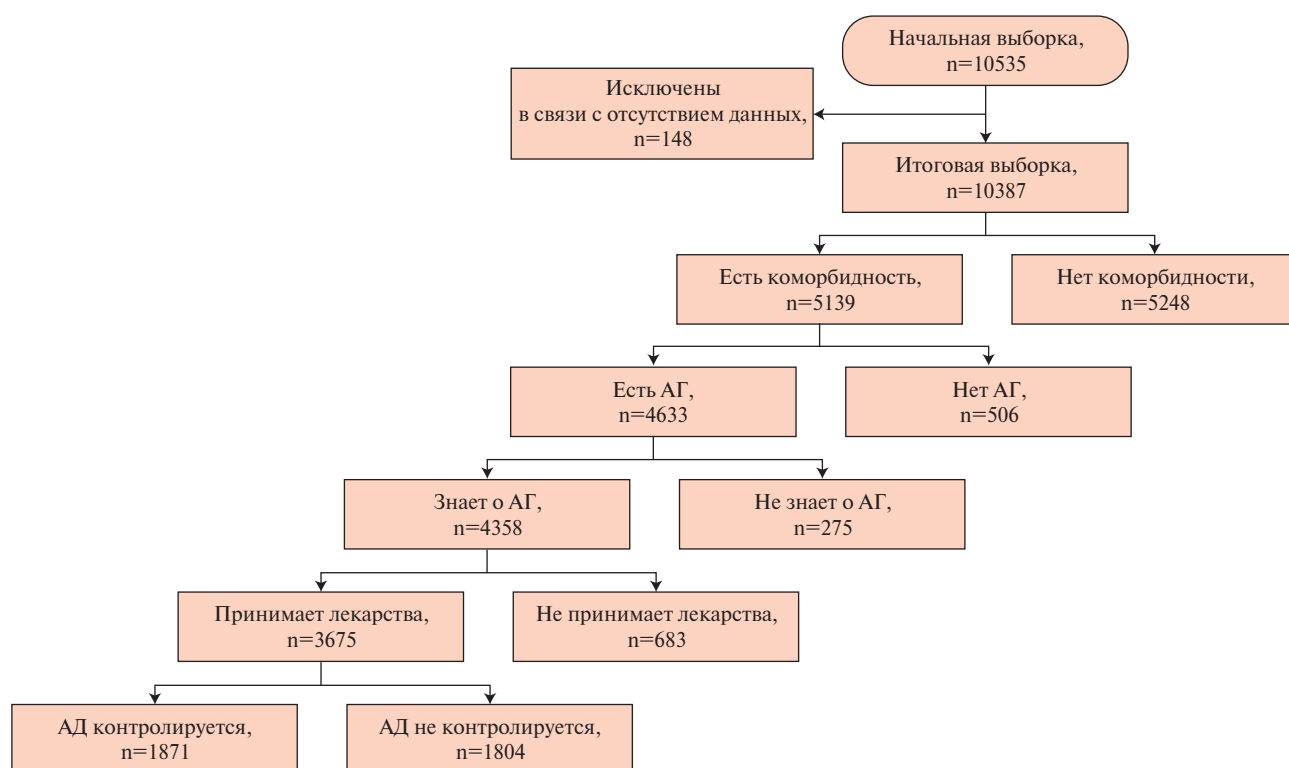 Начальная выборка,
n=10535
Исключены
в связи с отсутствием данных,
n=148
Итоговая выборка,
n=10387
Есть коморбидность,
n=5139
Нет коморбидности,
n=5248
Есть АГ,
n=4633
Нет АГ,
n=506
Знает о АГ,
n=4358
Не знает о АГ,
n=275
Принимает лекарства,
n=3675
Не принимает лекарства,
n=683
АД контролируется,
n=1871
АД не контролируется,
n=1804